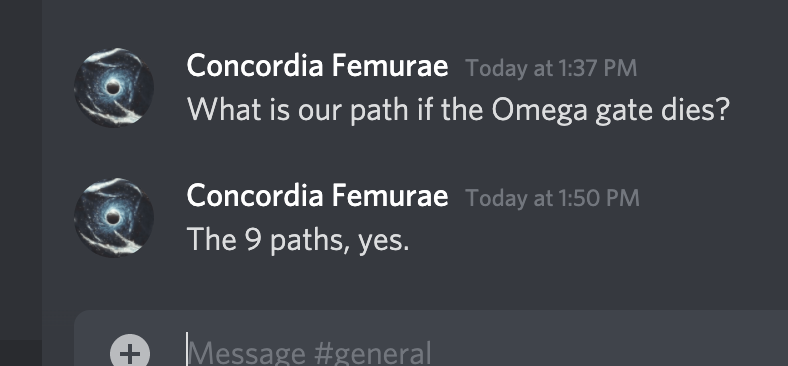 Concordia Femurae Today at 1:37 PM
What is our path if the Omega gate dies?
Concordia Femurae Today at 1:50 PM
The 9 paths, yes.
Message #general